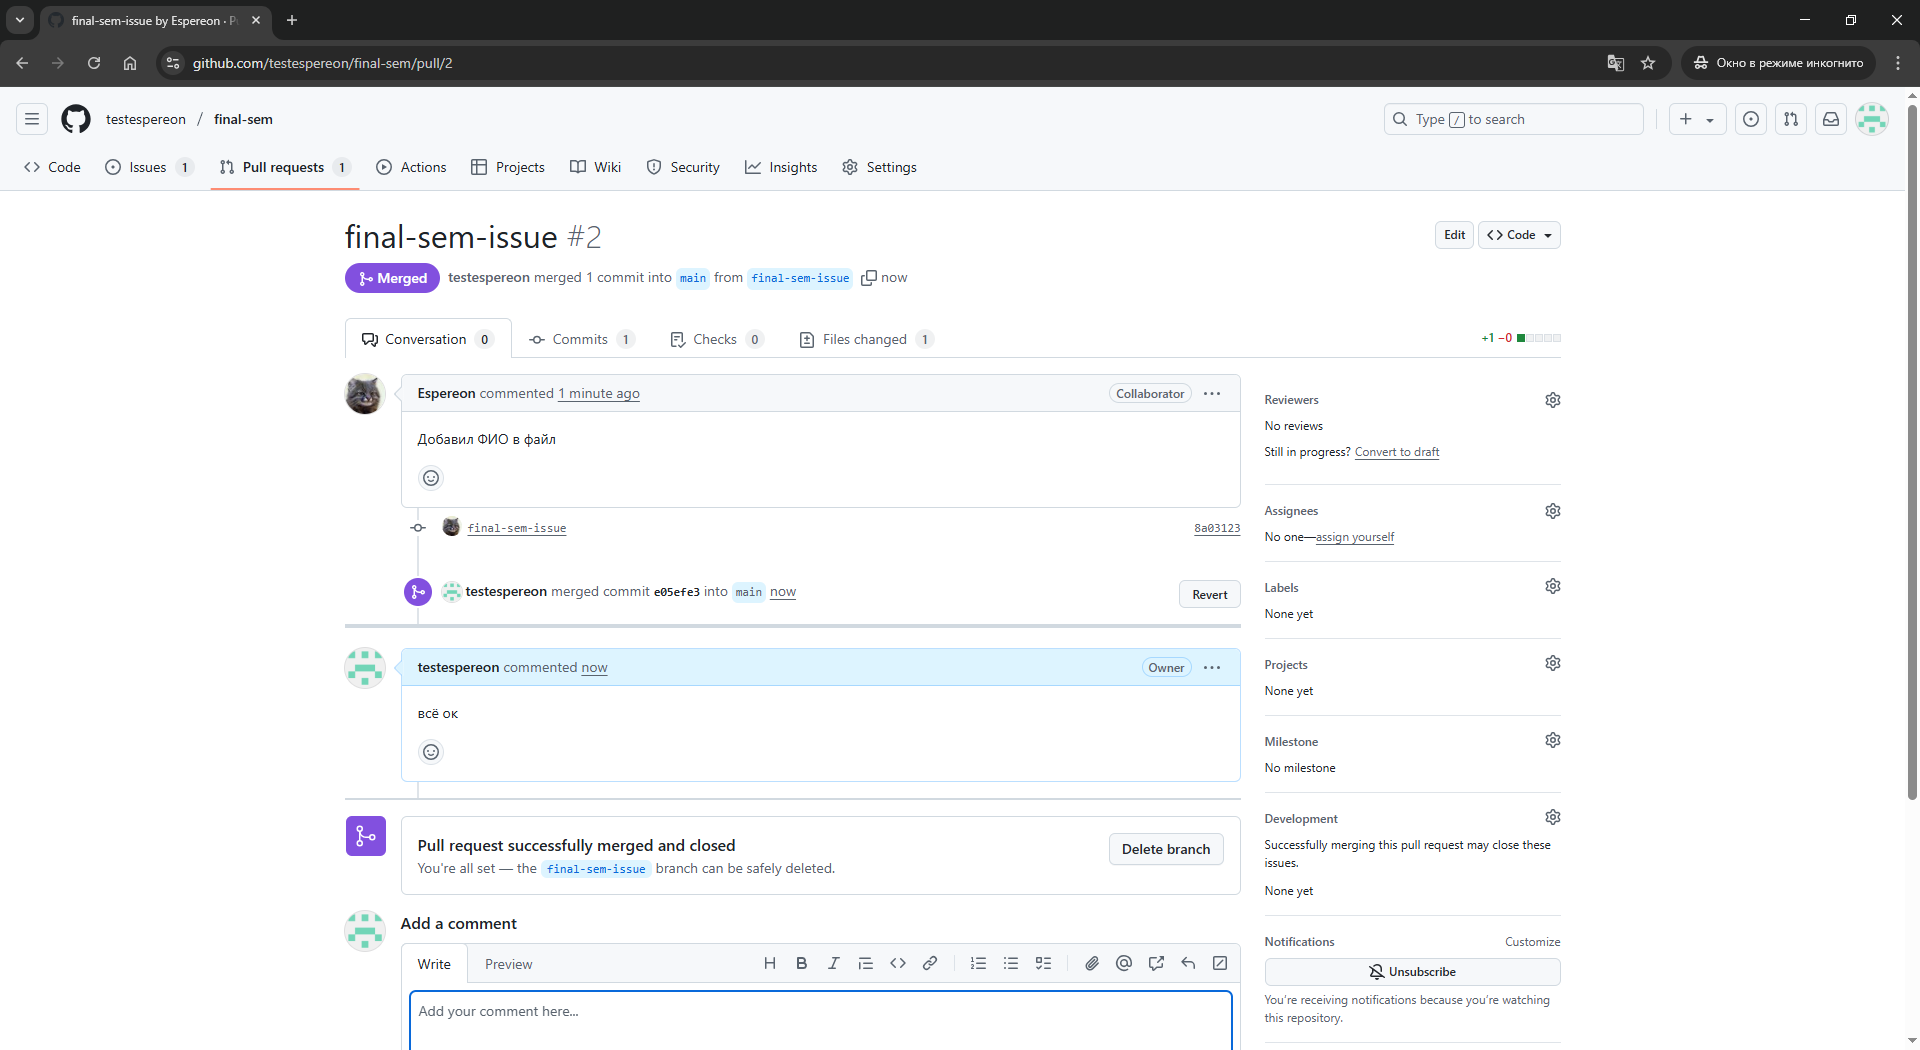 final-sem-issue by Espereon · P
github.com/testespereon/final-sem/pull/2
Окно в режиме инкогнито
testespereon / final-sem
Type / to search
Code
Issues 1
Pull requests 1
Actions
Projects
Wiki
Security
Insights
Settings
final-sem-issue #2
Edit
Code
Merged
testespereon merged 1 commit into main from final-sem-issue now
Conversation 0
Commits 1
Checks 0
Files changed 1
+1 −0
Espereon commented 1 minute ago
Collaborator
Добавил ФИО в файл
final-sem-issue
8a03123
testespereon merged commit e05efe3 into main now
Revert
testespereon commented now
Owner
всё ок
Pull request successfully merged and closed
You're all set — the final-sem-issue branch can be safely deleted.
Delete branch
Add a comment
Write
Preview
Add your comment here...
Reviewers
No reviews
Still in progress? Convert to draft
Assignees
No one—assign yourself
Labels
None yet
Projects
None yet
Milestone
No milestone
Development
Successfully merging this pull request may close these
issues.
None yet
Notifications
Customize
Unsubscribe
You're receiving notifications because you're watching
this repository.